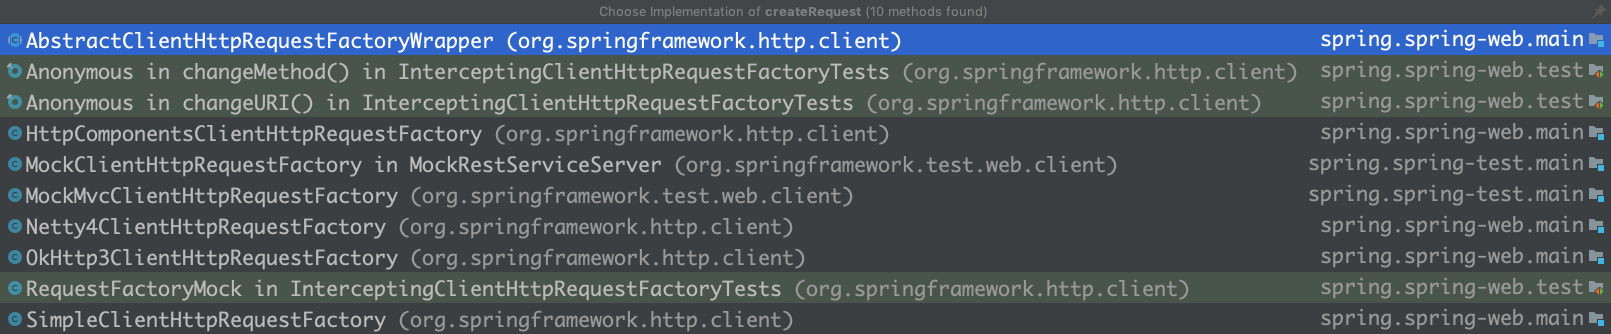 Choose Implementation of createRequest (10 methods found)
AbstractClientHttpRequestFactoryWrapper (org.springframework.http.client) spring.spring-web.main
Anonymous in changeMethod() in InterceptingClientHttpRequestFactoryTests (org.springframework.http.client) spring.spring-web.test
Anonymous in changeURI() in InterceptingClientHttpRequestFactoryTests (org.springframework.http.client) spring.spring-web.test
HttpComponentsClientHttpRequestFactory (org.springframework.http.client) spring.spring-web.main
MockClientHttpRequestFactory in MockRestServiceServer (org.springframework.test.web.client) spring.spring-test.main
MockMvcClientHttpRequestFactory (org.springframework.test.web.client) spring.spring-test.main
Netty4ClientHttpRequestFactory (org.springframework.http.client) spring.spring-web.main
OkHttp3ClientHttpRequestFactory (org.springframework.http.client) spring.spring-web.main
RequestFactoryMock in InterceptingClientHttpRequestFactoryTests (org.springframework.http.client) spring.spring-web.test
SimpleClientHttpRequestFactory (org.springframework.http.client) spring.spring-web.main